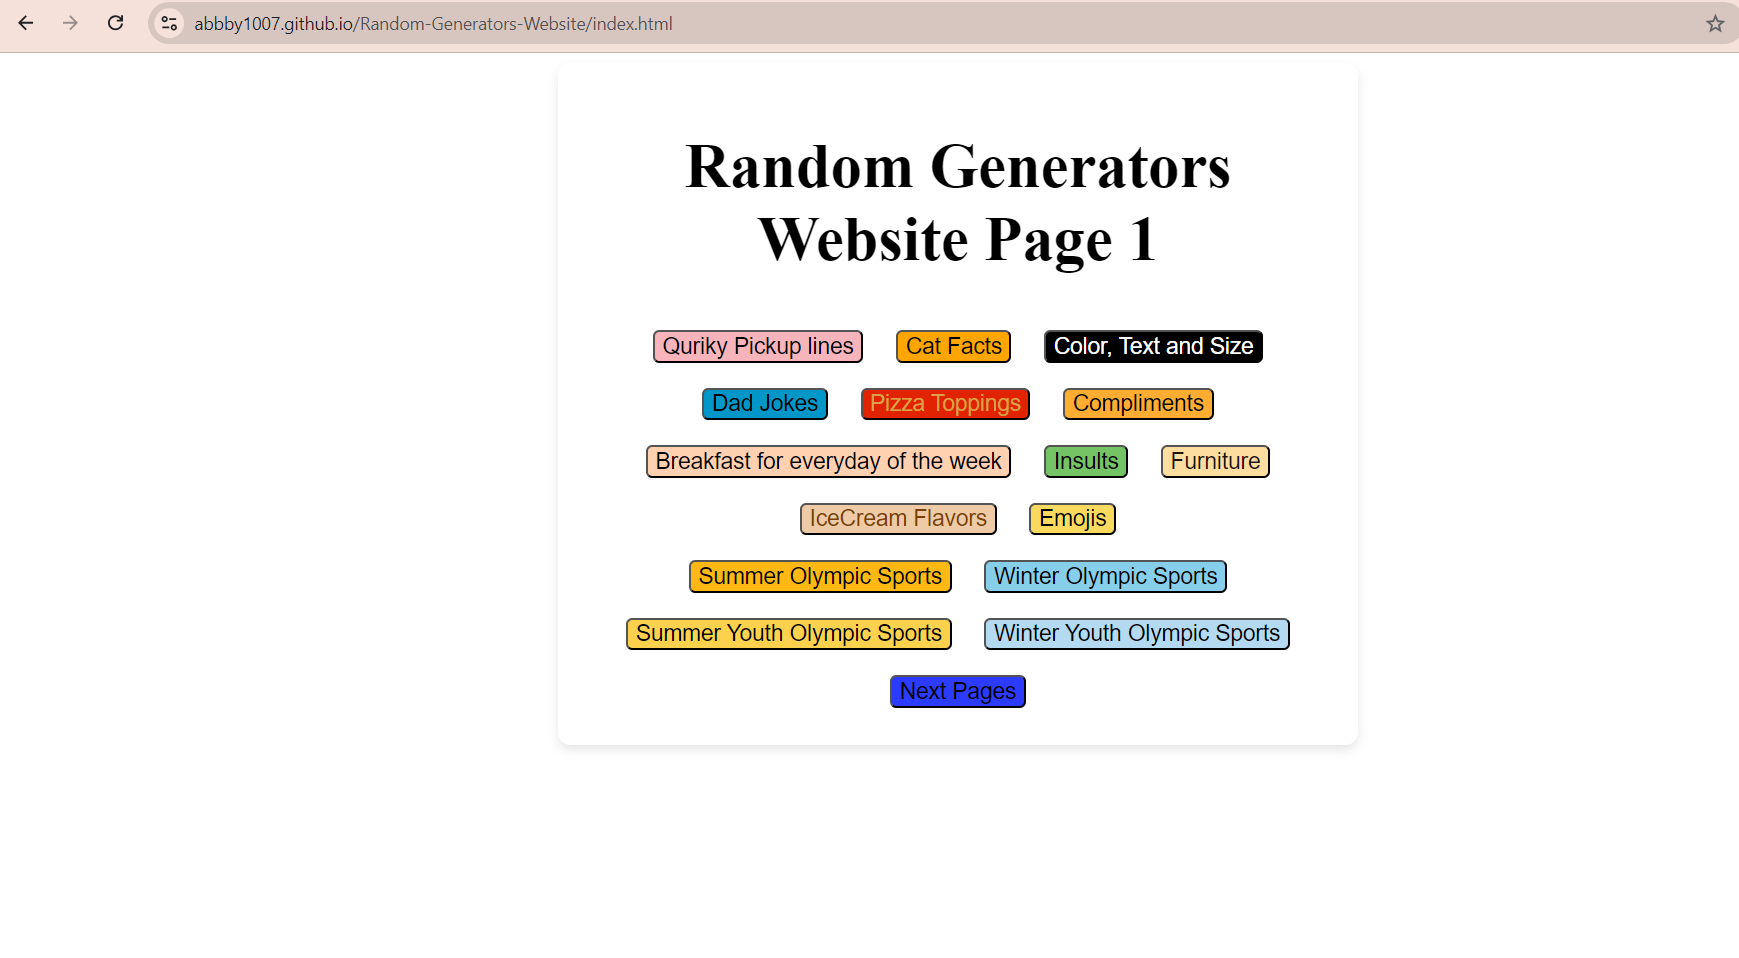 abbby1007.github.io/Random-Generators-Website/index.html
Random Generators
Website Page 1
Quriky Pickup lines Cat Facts Color, Text and Size
Dad Jokes Pizza Toppings Compliments
Breakfast for everyday of the week Insults Furniture
IceCream Flavors Emojis
Summer Olympic Sports Winter Olympic Sports
Summer Youth Olympic Sports Winter Youth Olympic Sports
Next Pages